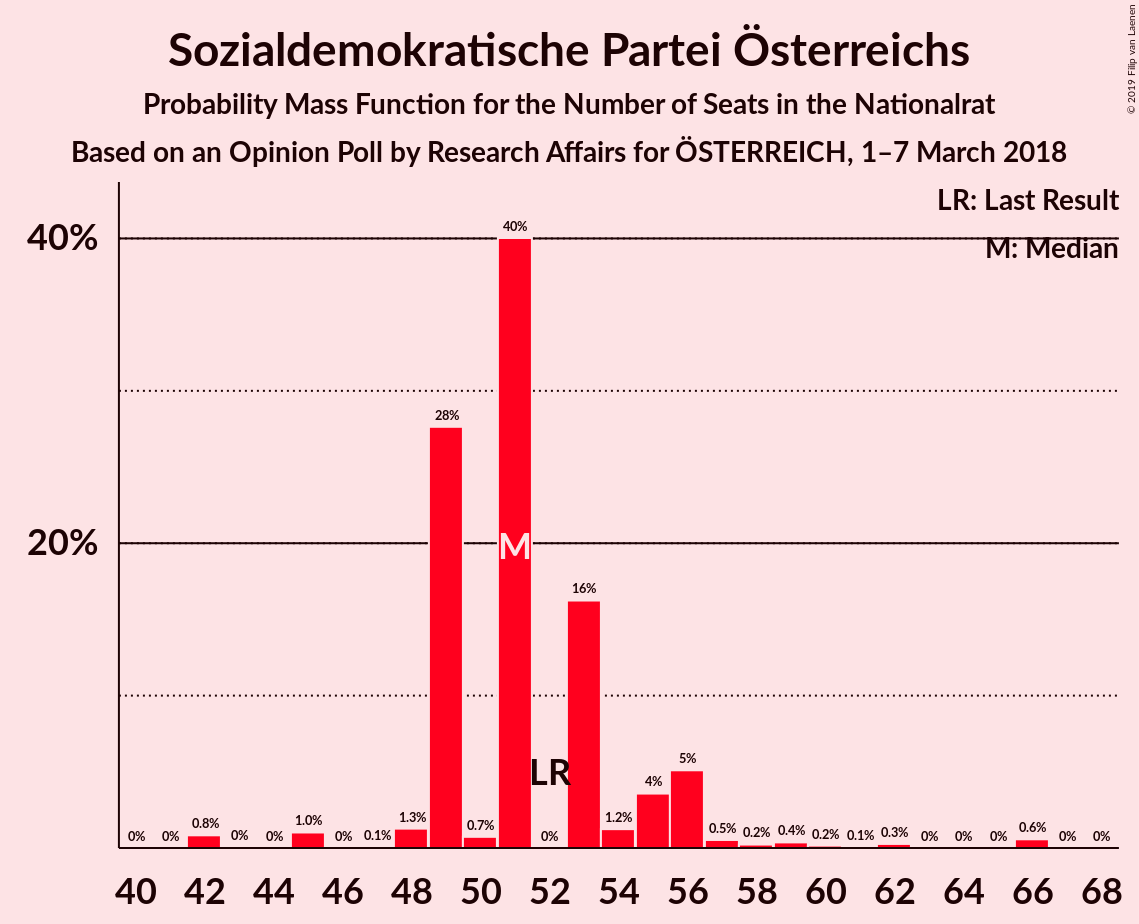 Sozialdemokratische Partei Österreichs
Probability Mass Function for the Number of Seats in the Nationalrat
Based on an Opinion Poll by Research Affairs for ÖSTERREICH, 1–7 March 2018
© 2019 Filip van Laenen
LR: Last Result
M: Median
40%
20%
0% 0% 0.8% 0% 0% 1.0% 0% 0.1% 1.3% 28% 0.7% 40% 0% 16% 1.2% 4% 5% 0.5% 0.2% 0.4% 0.2% 0.1% 0.3% 0% 0% 0% 0.6% 0% 0%
M
LR
40 42 44 46 48 50 52 54 56 58 60 62 64 66 68